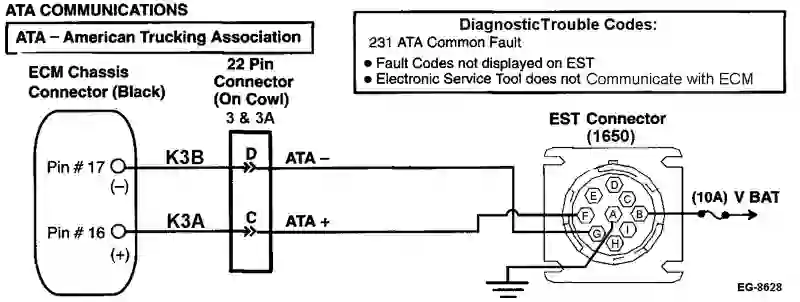 ATA COMMUNICATIONS
ATA – American Trucking Association
Diagnostic Trouble Codes:
231 ATA Common Fault
• Fault Codes not displayed on EST
• Electronic Service Tool does not Communicate with ECM
ECM Chassis
Connector (Black)
22 Pin
Connector
(On Cowl)
3 & 3A
EST Connector
(1650)
Pin # 17
(–)
K3B
D
ATA –
Pin # 16
(+)
K3A
C
ATA +
D
E
C
F
A
B
G
I
H
(10A) V BAT
EG-8628